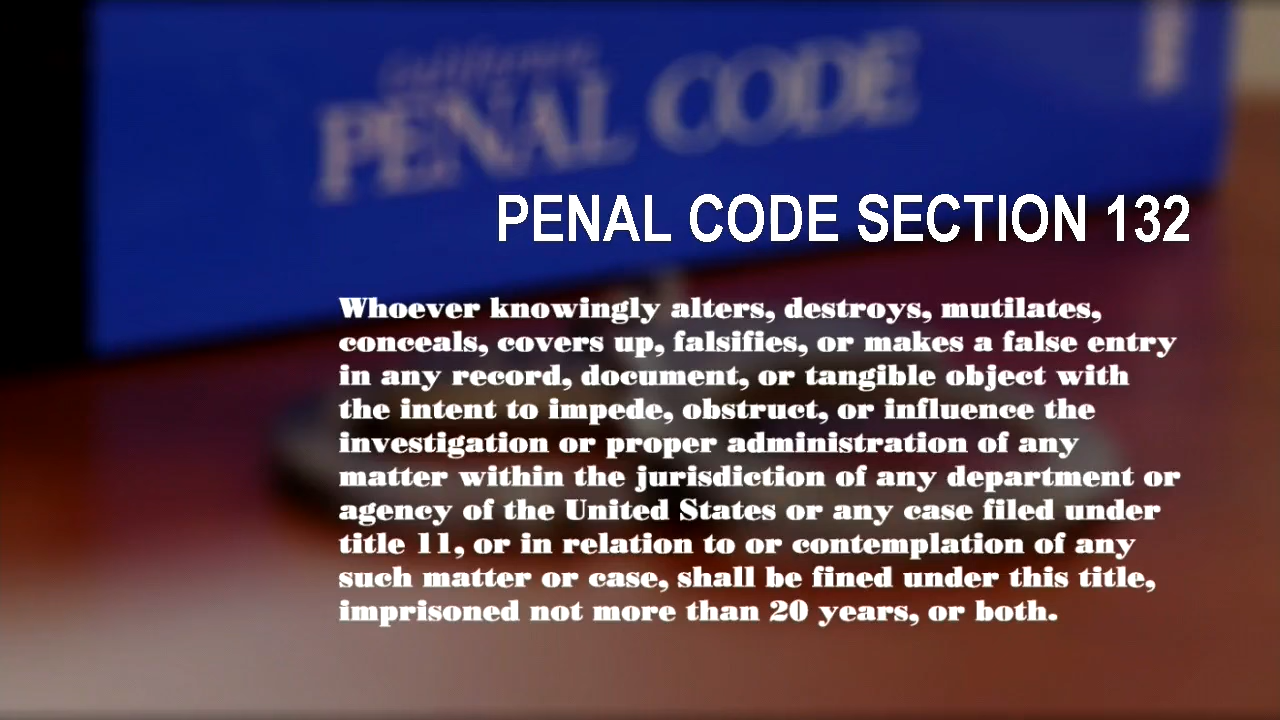 California
PENAL CODE
PENAL CODE SECTION 132
Whoever knowingly alters, destroys, mutilates,
conceals, covers up, falsifies, or makes a false entry
in any record, document, or tangible object with
the intent to impede, obstruct, or influence the
investigation or proper administration of any
matter within the jurisdiction of any department or
agency of the United States or any case filed under
title 11, or in relation to or contemplation of any
such matter or case, shall be fined under this title,
imprisoned not more than 20 years, or both.